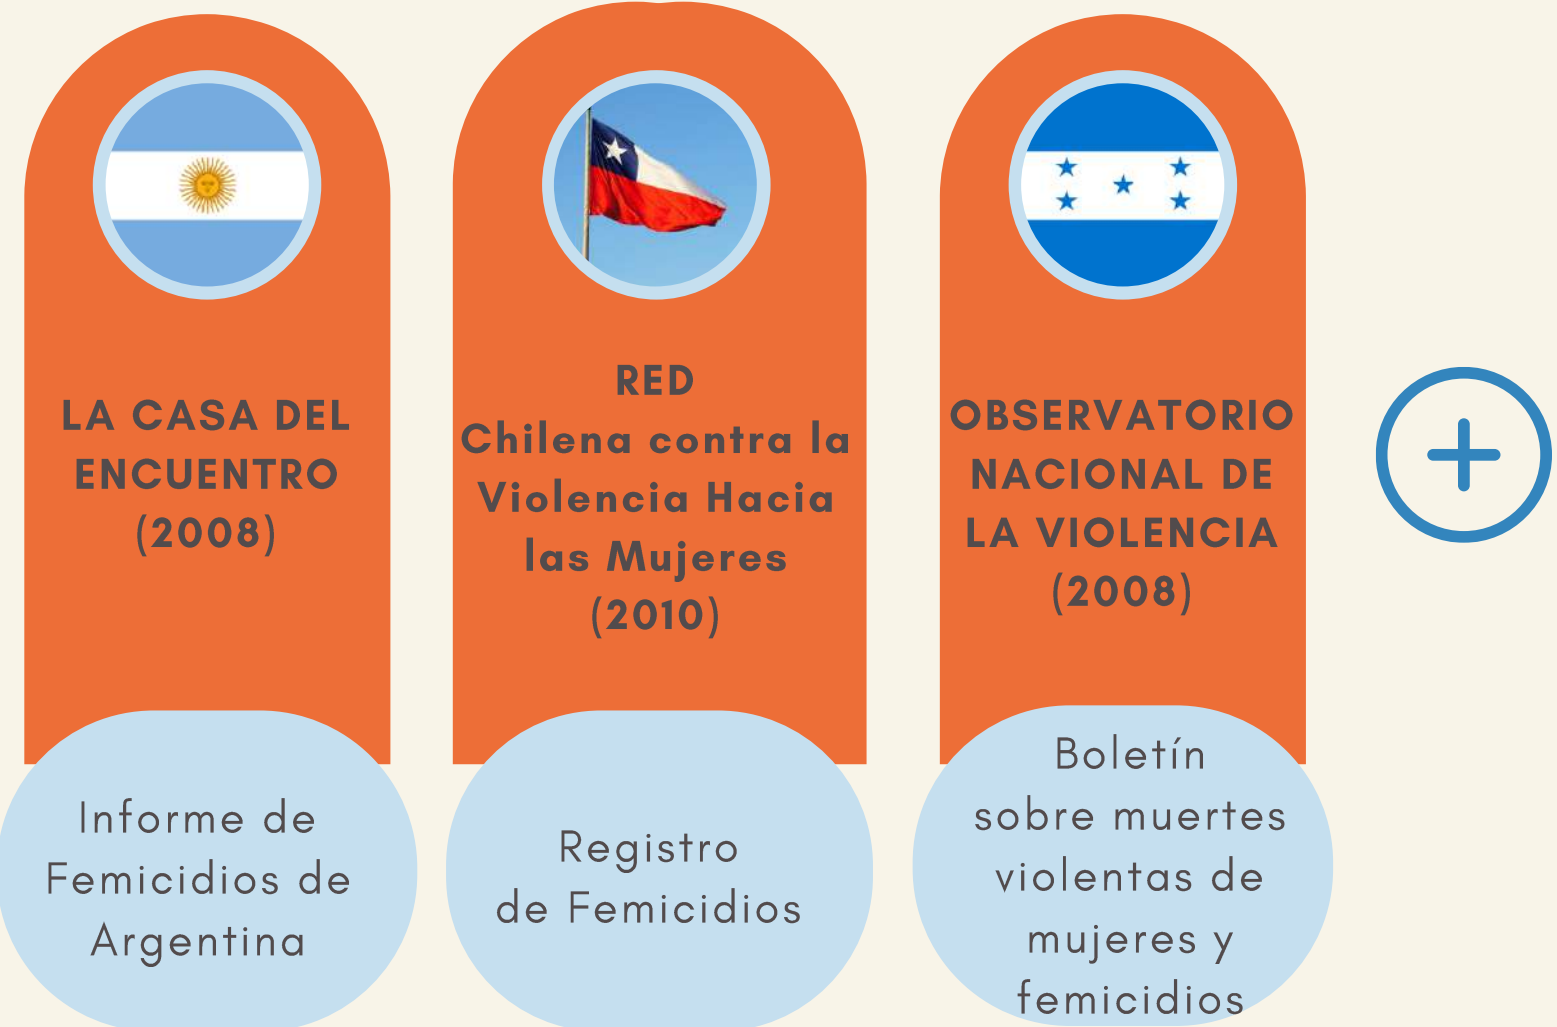 LA CASA DEL
ENCUENTRO
(2008)
RED
Chilena contra la
Violencia Hacia
las Mujeres
(2010)
OBSERVATORIO
NACIONAL DE
LA VIOLENCIA
(2008)
Informe de
Femicidios de
Argentina
Registro
de Femicidios
Boletín
sobre muertes
violentas de
mujeres y
femicidios